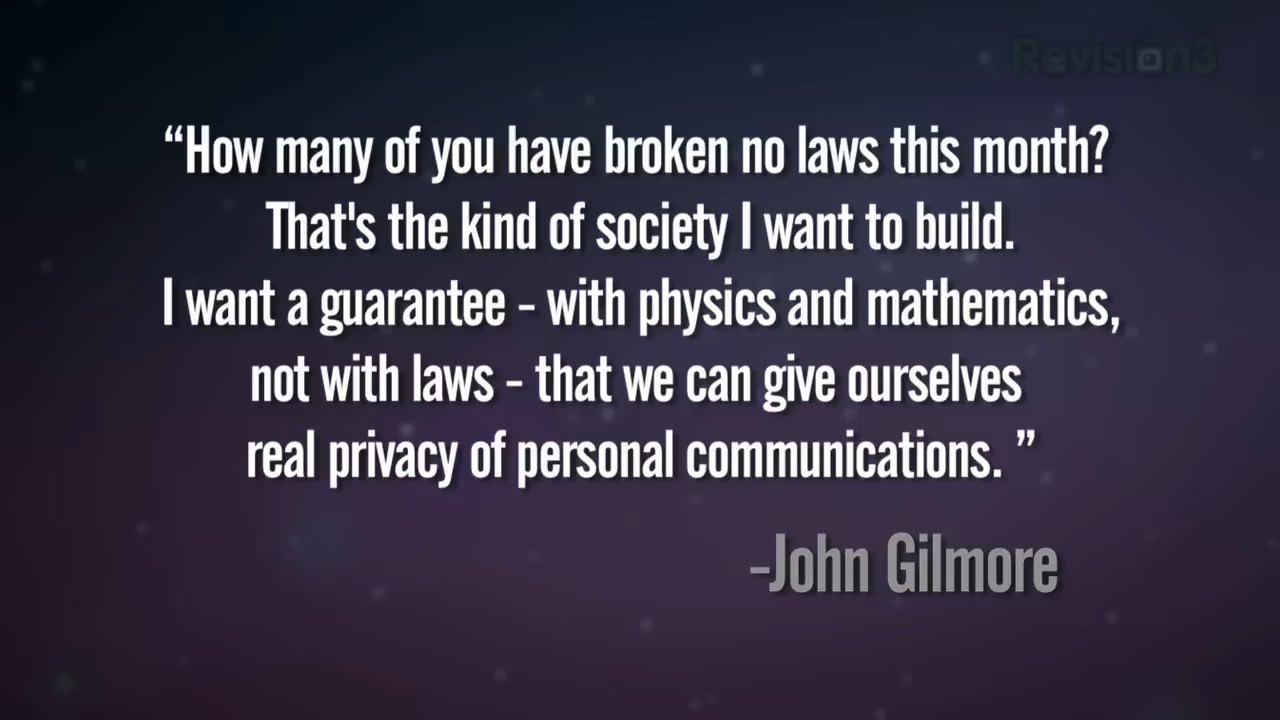 Revision3
“How many of you have broken no laws this month?
That's the kind of society I want to build.
I want a guarantee - with physics and mathematics,
not with laws - that we can give ourselves
real privacy of personal communications. ”
-John Gilmore